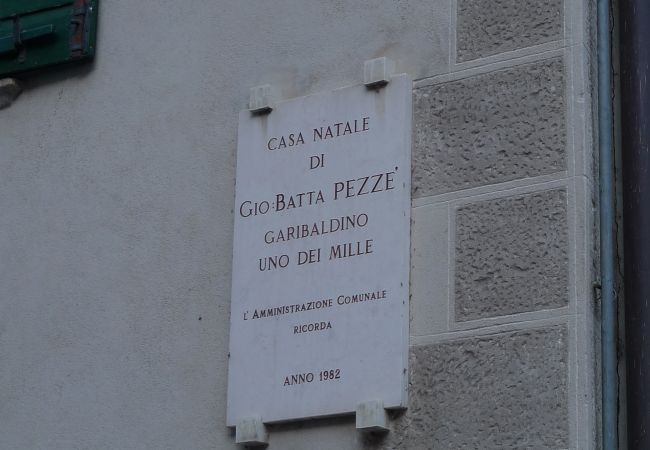 CASA NATALE
DI
GIO:BATTA PEZZE'
GARIBALDINO
UNO DEI MILLE
L'AMMINISTRAZIONE COMUNALE
RICORDA
ANNO 1982